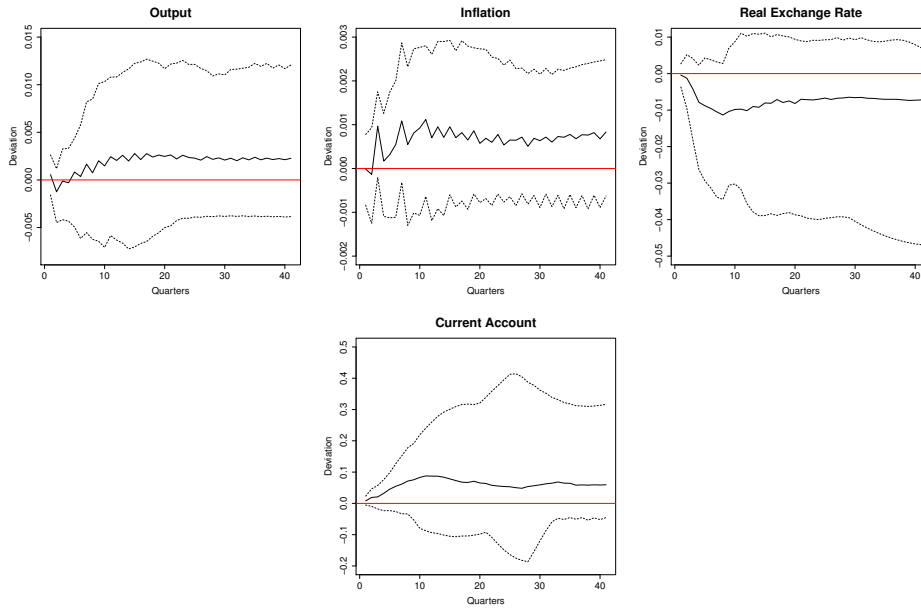 Output
Deviation
0.015
0.010
0.005
0.000
−0.005
0 10 20 30 40
Quarters
Inflation
Deviation
0.003
0.002
0.001
0.000
−0.001
−0.002
0 10 20 30 40
Quarters
Real Exchange Rate
Deviation
0.01
0.00
−0.01
−0.03
−0.04
−0.05
0 10 20 30 40
Quarters
Current Account
Deviation
0.5
0.4
0.3
0.2
0.1
0.0
−0.1
−0.2
0 10 20 30 40
Quarters